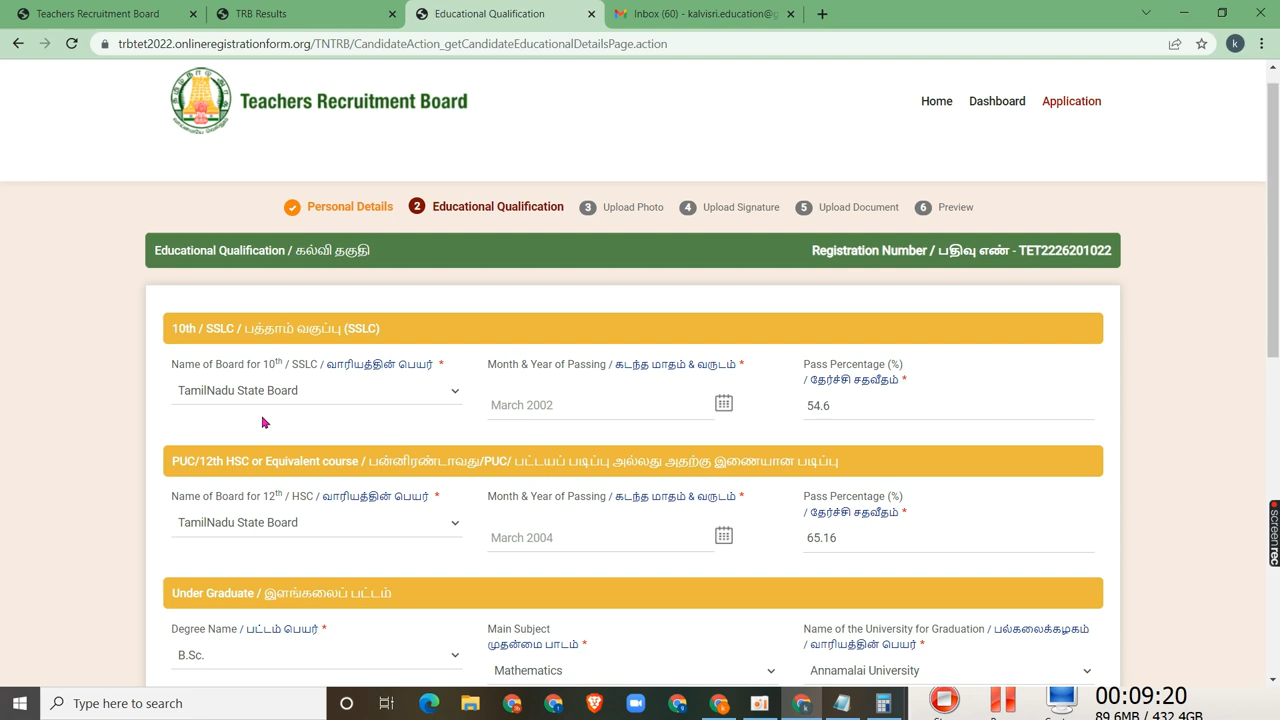 Teachers Recruitment Board
TRB Results
Educational Qualification
Inbox (60) - kalvisri.education@g
trbtet2022.onlineregistrationform.org/TNTRB/CandidateAction_getCandidateEducationalDetailsPage.action
k
Teachers Recruitment Board
Home Dashboard Application
Personal Details 2 Educational Qualification 3 Upload Photo 4 Upload Signature 5 Upload Document 6 Preview
Educational Qualification / கல்வி தகுதி
Registration Number / பதிவு எண் - TET2226201022
10th / SSLC / பத்தாம் வகுப்பு (SSLC)
Name of Board for 10th / SSLC / வாரியத்தின் பெயர் *
TamilNadu State Board
Month & Year of Passing / கடந்த மாதம் & வருடம் *
March 2002
Pass Percentage (%)
/ தேர்ச்சி சதவீதம் *
54.6
PUC/12th HSC or Equivalent course / பன்னிரண்டாவது/PUC/ பட்டயப் படிப்பு அல்லது அதற்கு இணையான படிப்பு
Name of Board for 12th / HSC / வாரியத்தின் பெயர் *
TamilNadu State Board
Month & Year of Passing / கடந்த மாதம் & வருடம் *
March 2004
Pass Percentage (%)
/ தேர்ச்சி சதவீதம் *
65.16
Under Graduate / இளங்கலைப் பட்டம்
Degree Name / பட்டம் பெயர் *
B.Sc.
Main Subject
முதன்மை பாடம் *
Mathematics
Name of the University for Graduation / பல்கலைக்கழகம்
/ வாரியத்தின் பெயர் *
Annamalai University
screenrec
Type here to search
00:09:20
89.6MB / 432.4GB